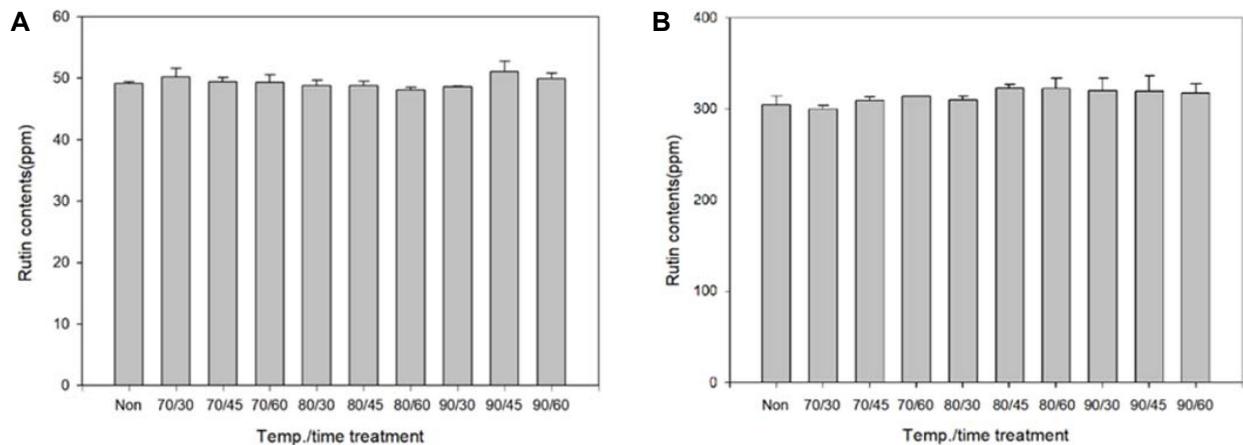 A
60
50
40
30
20
10
0
Rutin contents(ppm)
Non 70/30 70/45 70/60 80/30 80/45 80/60 90/30 90/45 90/60
Temp./time treatment
B
400
300
200
100
0
Rutin contents(ppm)
Non 70/30 70/45 70/60 80/30 80/45 80/60 90/30 90/45 90/60
Temp./time treatment